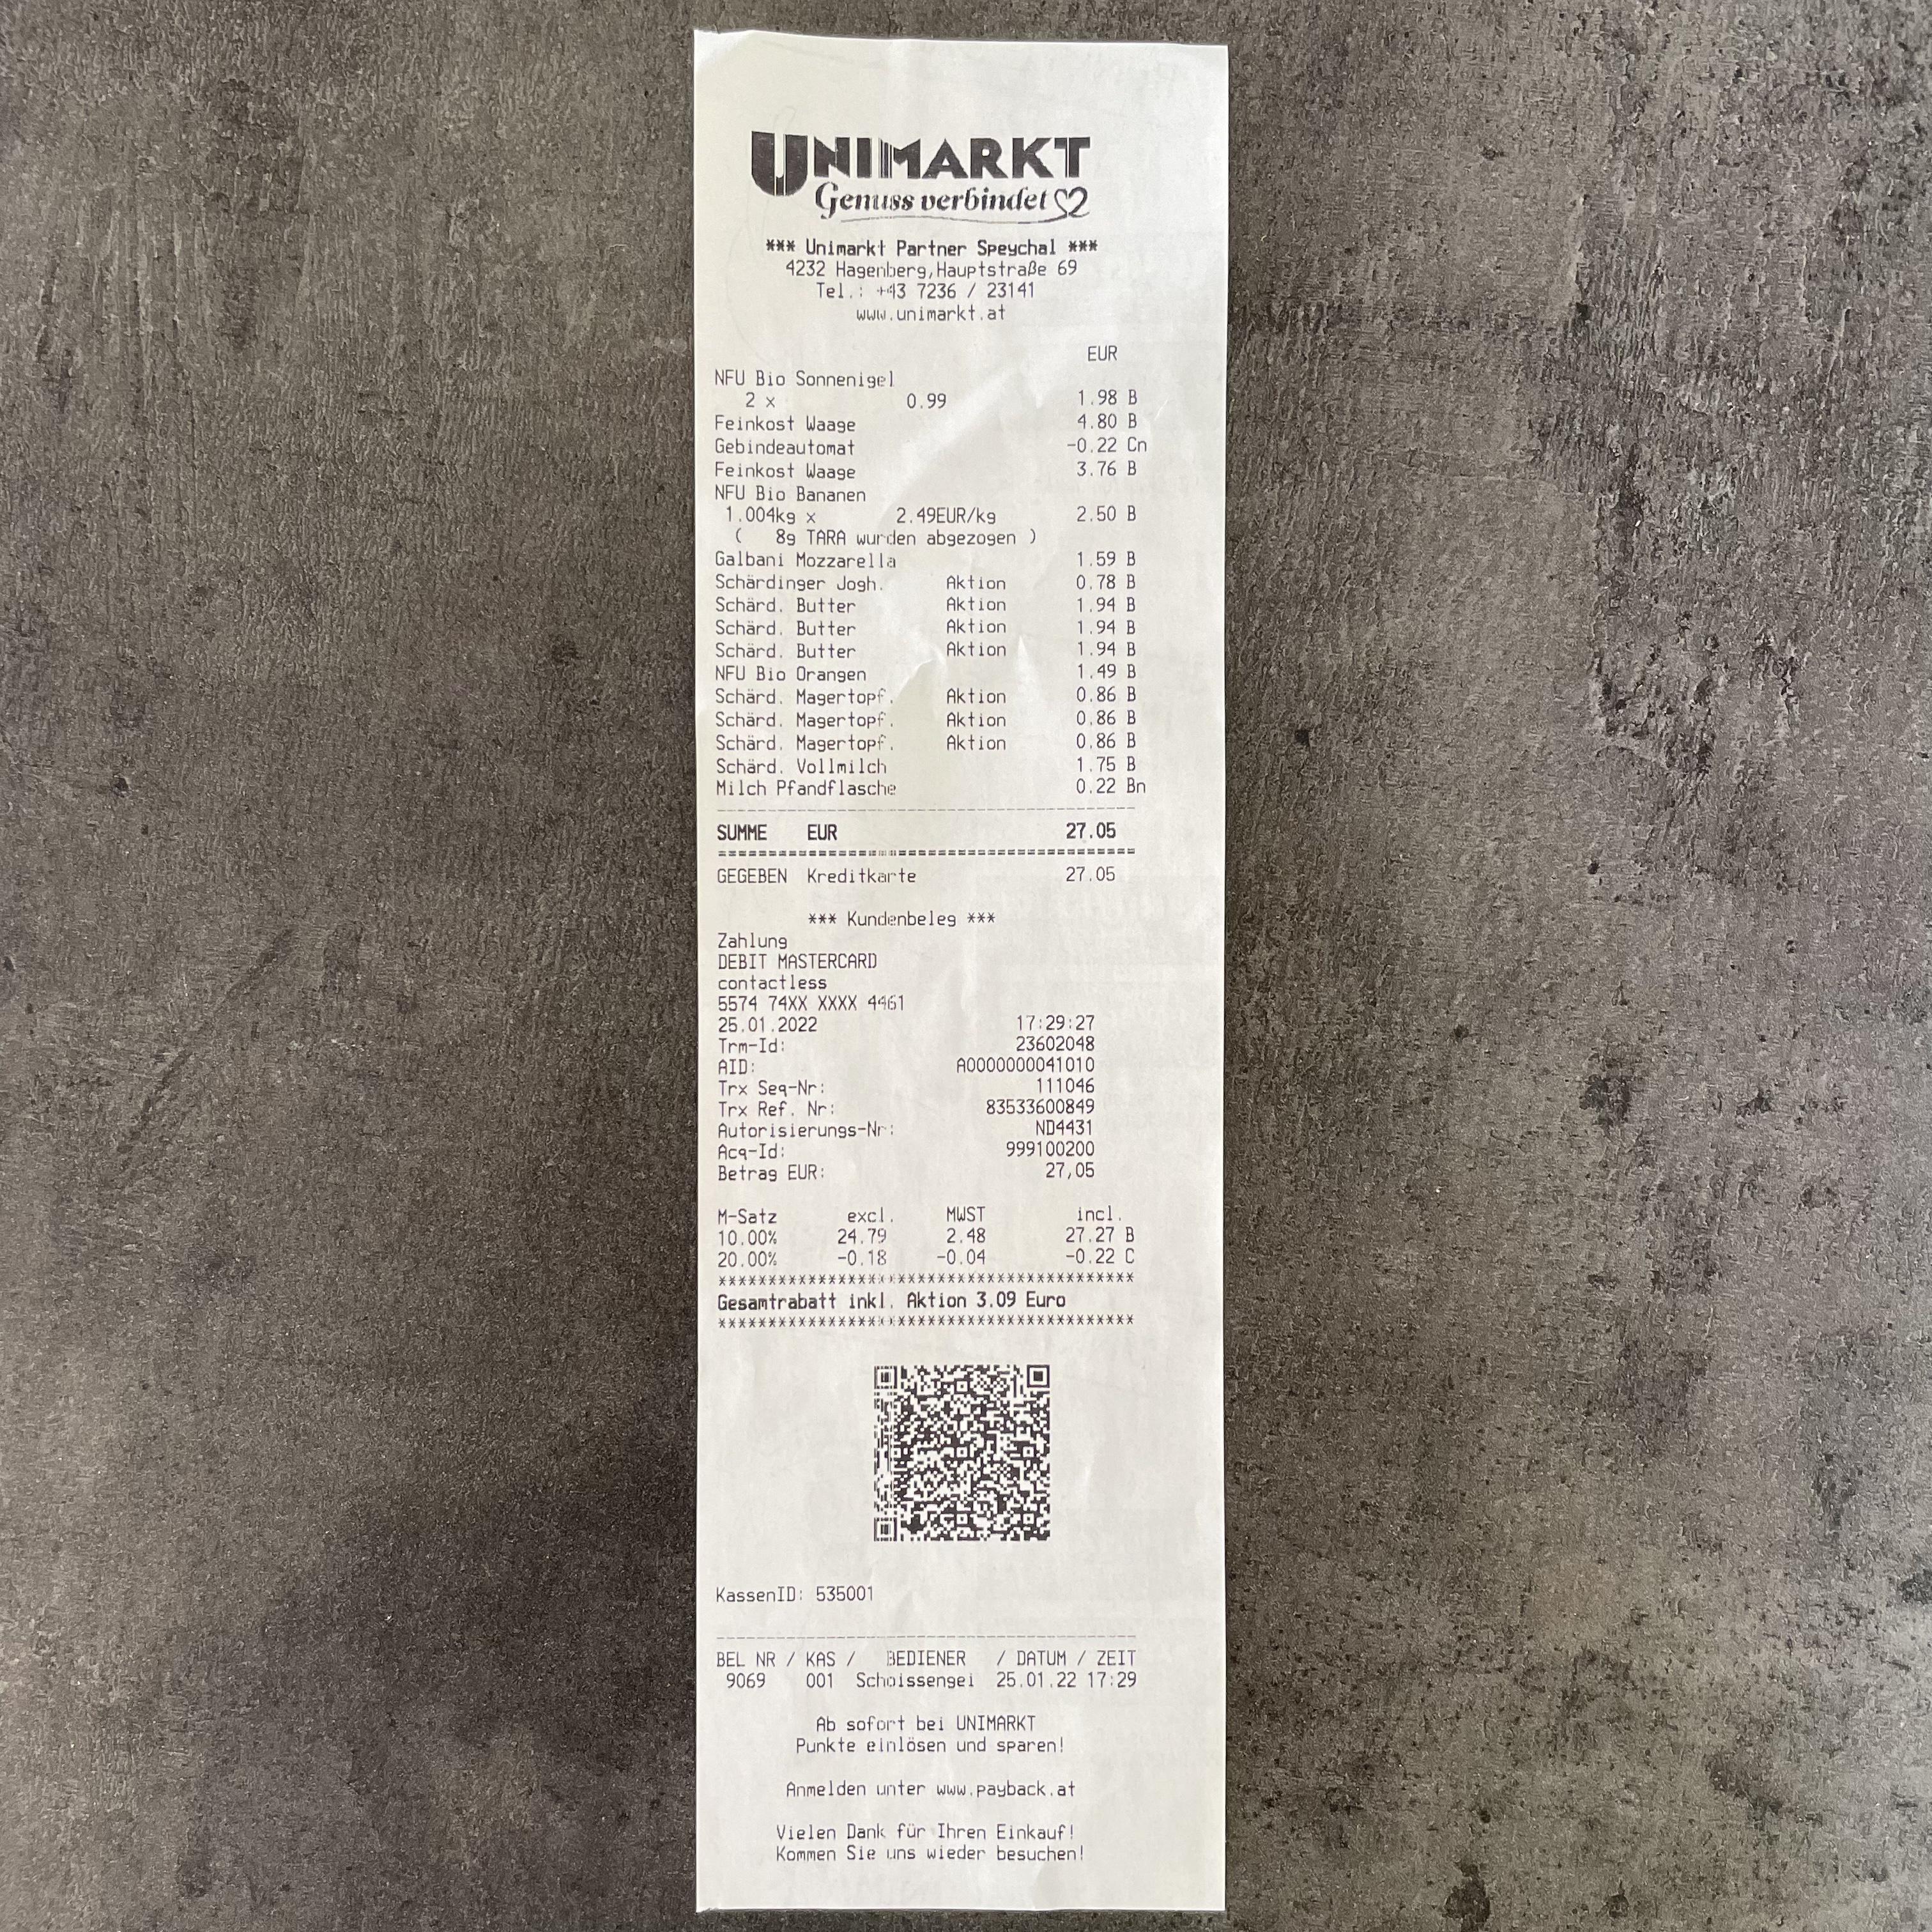 UNIMARKT
Genuss verbindet
*** Unimarkt Partner Speychal ***
4232 Hagenberg,Hauptstraße 69
Tel.: +43 7236 / 23141
www.unimarkt.at
EUR
NFU Bio Sonnenigel
2 x 0.99 1.98 B
Feinkost Waage 4.80 B
Gebindeautomat -0.22 Cn
Feinkost Waage 3.76 B
NFU Bio Bananen
1.004kg x 2.49EUR/kg 2.50 B
( 8g TARA wurden abgezogen )
Galbani Mozzarella 1.59 B
Schärdinger Jogh. Aktion 0.78 B
Schärd. Butter Aktion 1.94 B
Schärd. Butter Aktion 1.94 B
Schärd. Butter Aktion 1.94 B
NFU Bio Orangen 1.49 B
Schärd. Magertopf. Aktion 0.86 B
Schärd. Magertopf. Aktion 0.86 B
Schärd. Magertopf. Aktion 0.86 B
Schärd. Vollmilch 1.75 B
Milch Pfandflasche 0.22 Bn
SUMME EUR 27.05
GEGEBEN Kreditkarte 27.05
*** Kundenbeleg ***
Zahlung
DEBIT MASTERCARD
contactless
5574 74XX XXXX 4461
25.01.2022 17:29:27
Trm-Id: 23602048
AID: A0000000041010
Trx Seq-Nr: 111046
Trx Ref. Nr: 83533600849
Autorisierungs-Nr: ND4431
Acq-Id: 999100200
Betrag EUR: 27,05
M-Satz excl. MWST incl.
10.00% 24.79 2.48 27.27 B
20.00% -0.18 -0.04 -0.22 C
Gesamtrabatt inkl. Aktion 3.09 Euro
KassenID: 535001
BEL NR / KAS / BEDIENER / DATUM / ZEIT
9069 001 Schoissengei 25.01.22 17:29
Ab sofort bei UNIMARKT
Punkte einlösen und sparen!
Anmelden unter www.payback.at
Vielen Dank für Ihren Einkauf!
Kommen Sie uns wieder besuchen!